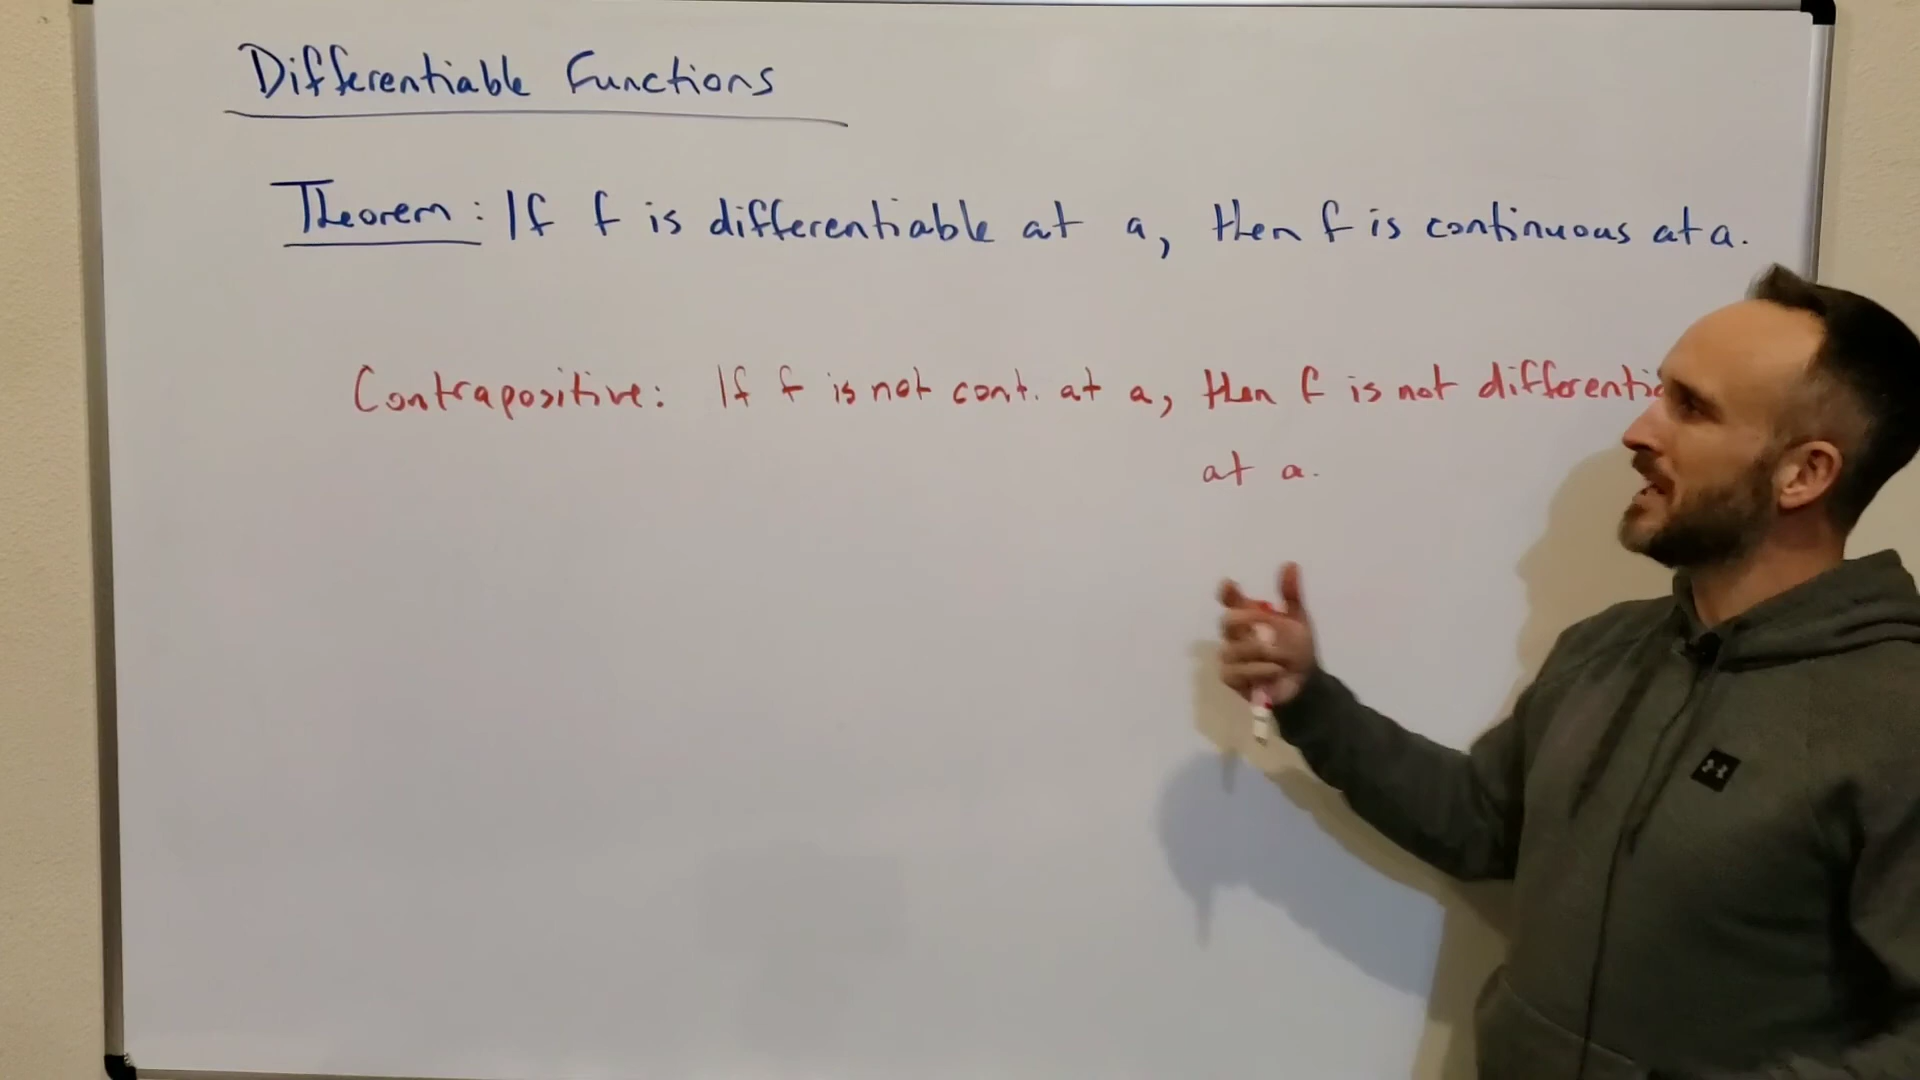 Differentiable Functions
Theorem: If f is differentiable at a, then f is continuous at a.
Contrapositive: If f is not cont. at a, then f is not
at a.